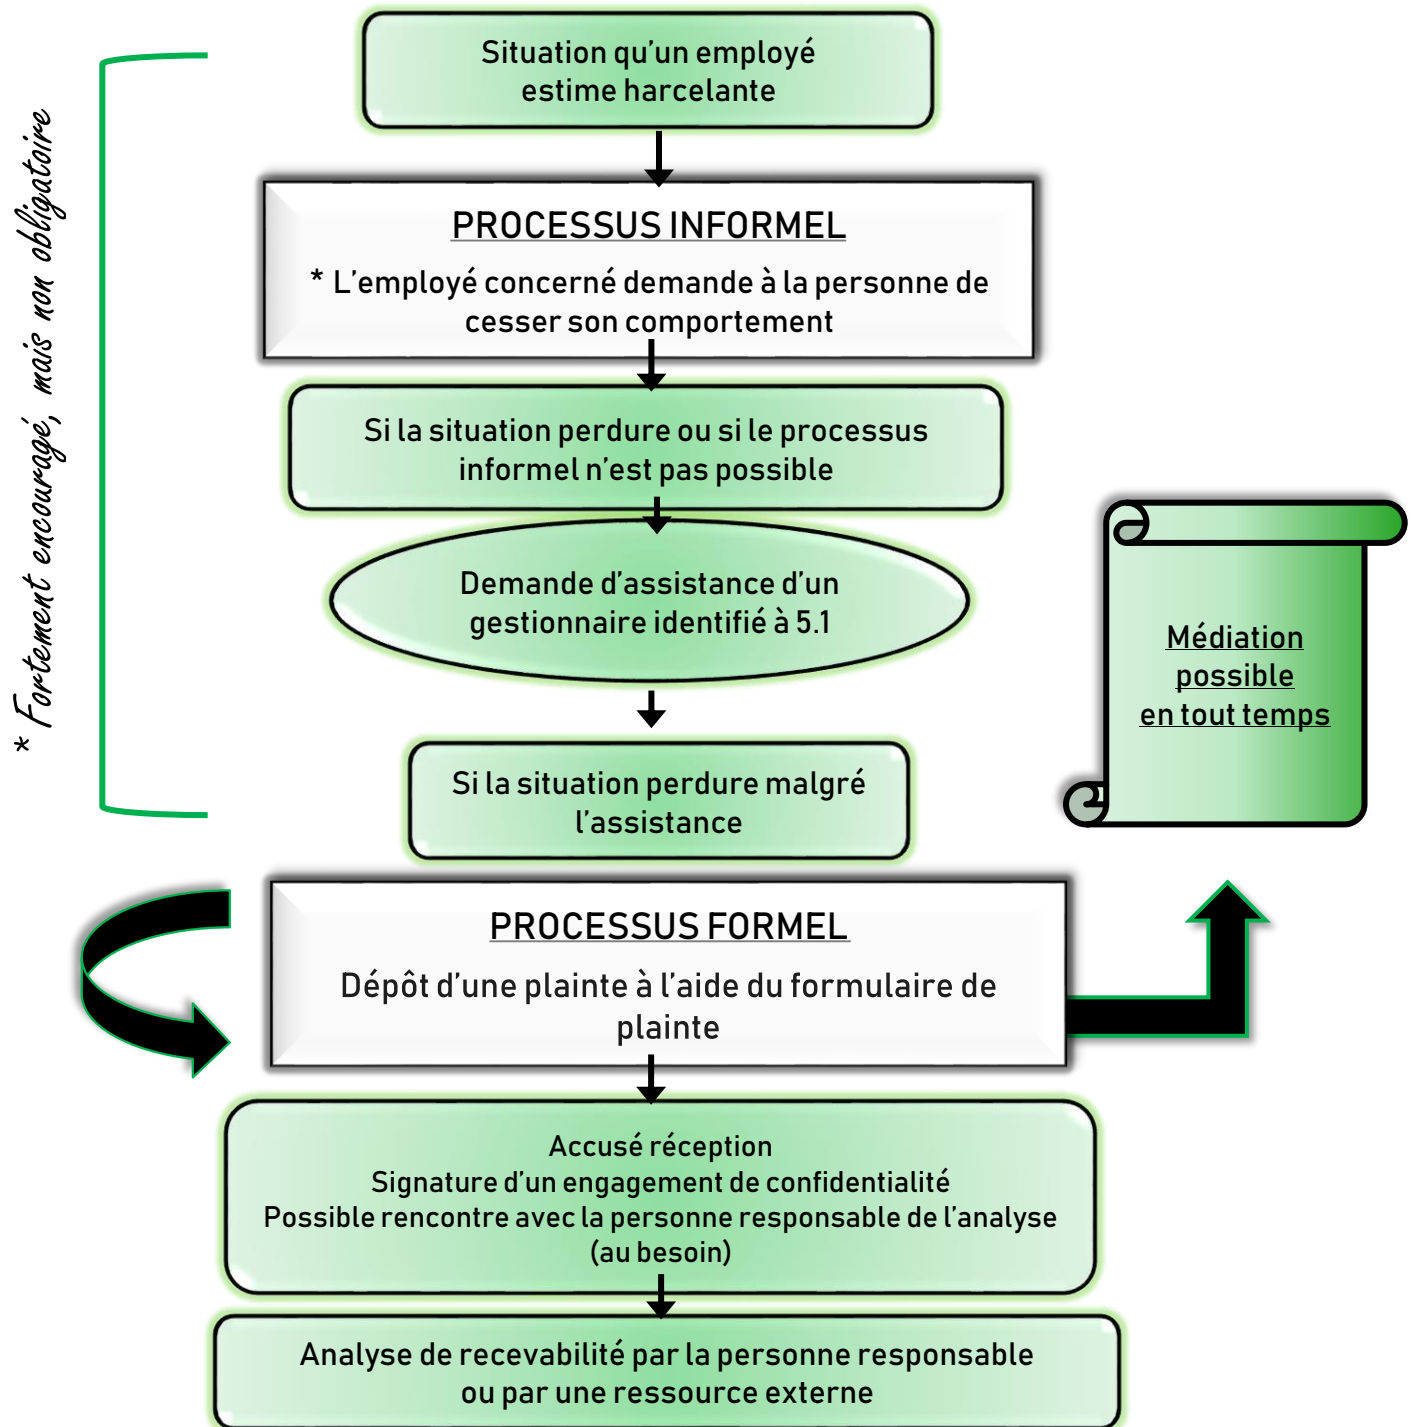 Situation qu'un employé
estime harcelante
* Fortement encouragé, mais non obligatoire
PROCESSUS INFORMEL
* L'employé concerné demande à la personne de
cesser son comportement
Si la situation perdure ou si le processus
informel n'est pas possible
Demande d'assistance d'un
gestionnaire identifié à 5.1
Médiation
possible
en tout temps
Si la situation perdure malgré
l'assistance
PROCESSUS FORMEL
Dépôt d'une plainte à l'aide du formulaire de
plainte
Accusé réception
Signature d'un engagement de confidentialité
Possible rencontre avec la personne responsable de l'analyse
(au besoin)
Analyse de recevabilité par la personne responsable
ou par une ressource externe